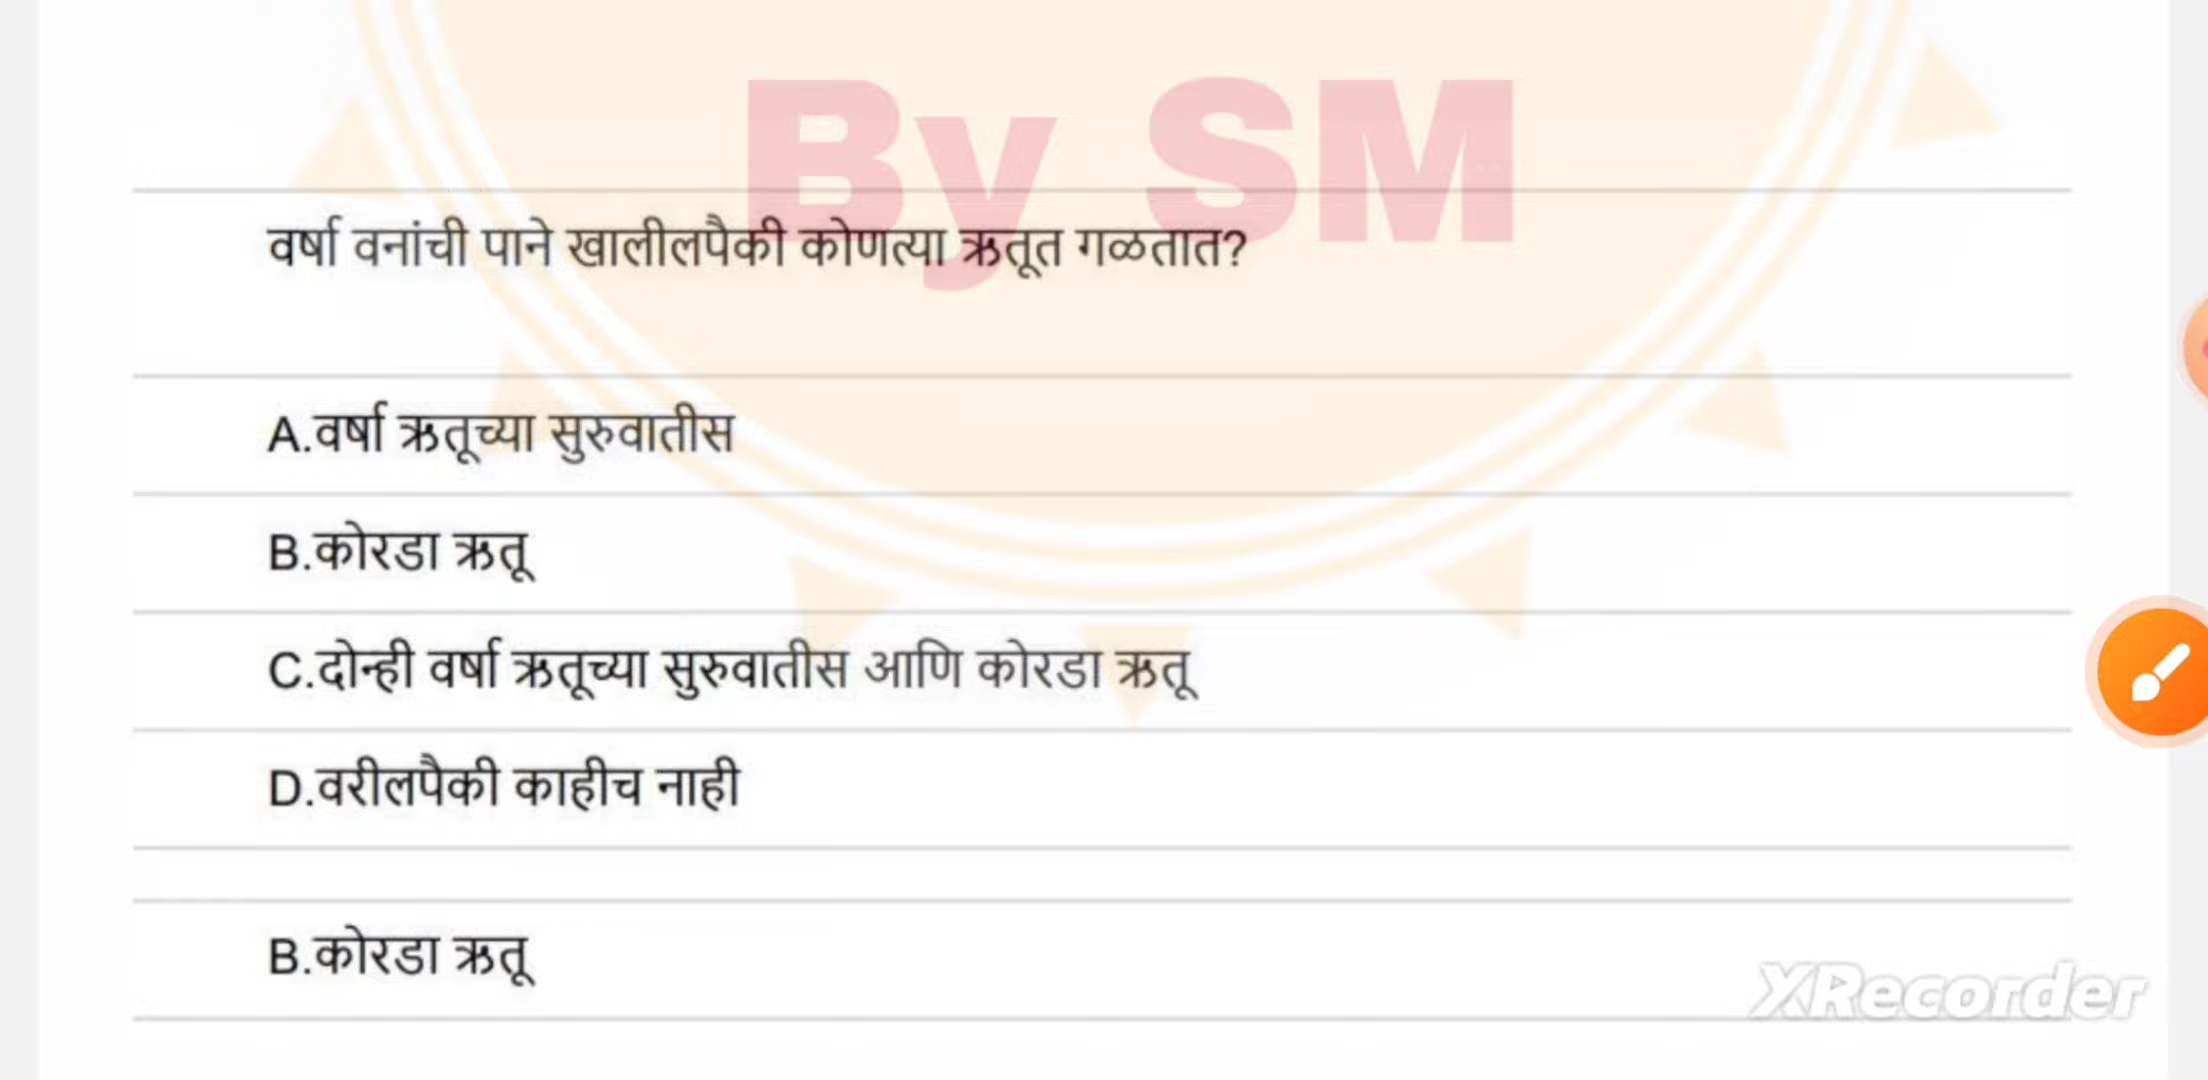 By SM
वर्षा वनांची पाने खालीलपैकी कोणत्या ऋतूत गळतात?
A.वर्षा ऋतूच्या सुरुवातीस
B.कोरडा ऋतू
C.दोन्ही वर्षा ऋतूच्या सुरुवातीस आणि कोरडा ऋतू
D.वरीलपैकी काहीच नाही
B.कोरडा ऋतू
XRecorder